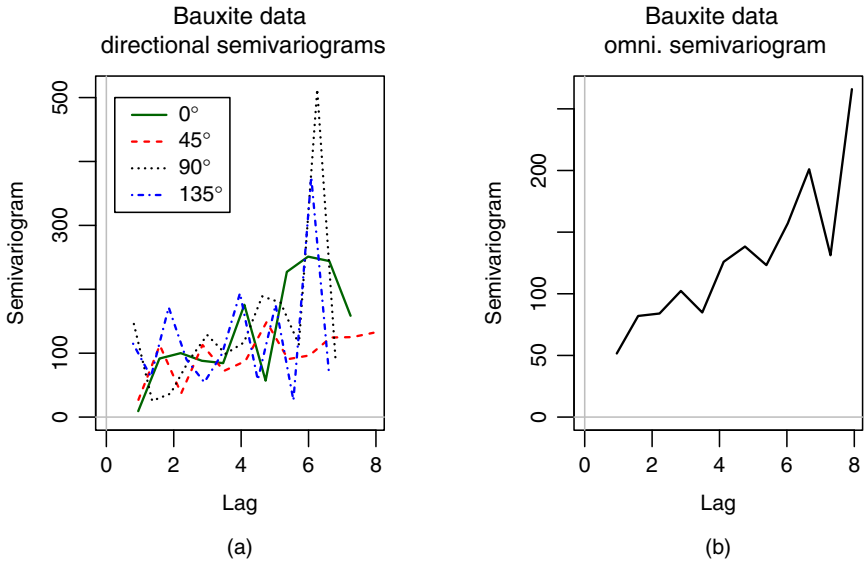 Bauxite data
directional semivariograms
Semivariogram
500
300
100
0
0°
45°
90°
135°
0 2 4 6 8
Lag
(a)
Bauxite data
omni. semivariogram
Semivariogram
200
100
50
0
0 2 4 6 8
Lag
(b)